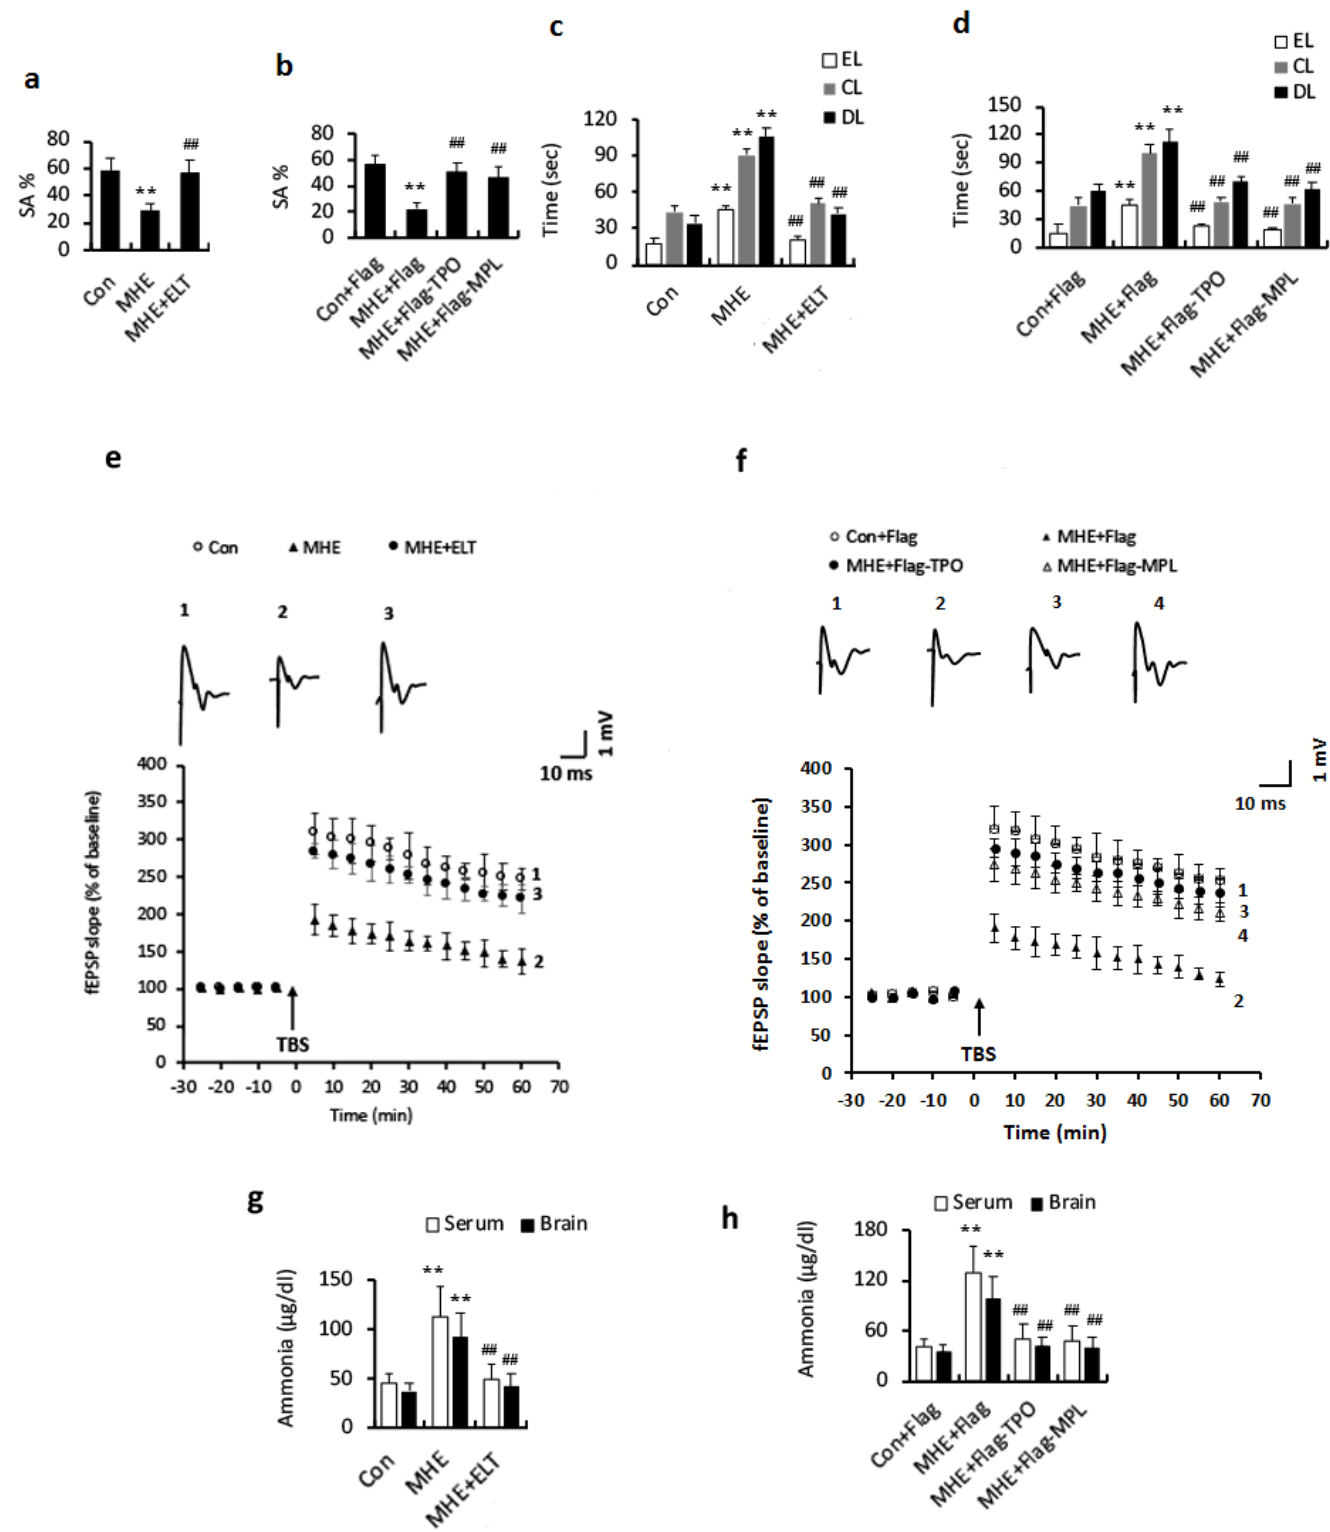 a
SA %
80
60
40
20
0
**
##
Con
MHE
MHE+ELT
b
SA %
80
60
40
20
0
**
##
##
Con+Flag
MHE+Flag
MHE+Flag-TPO
MHE+Flag-MPL
c
EL
CL
DL
Time (sec)
120
90
60
30
0
**
**
**
##
##
##
Con
MHE
MHE+ELT
d
EL
CL
DL
Time (sec)
150
120
90
60
30
0
**
**
**
##
##
##
##
##
##
Con+Flag
MHE+Flag
MHE+Flag-TPO
MHE+Flag-MPL
e
Con
MHE
MHE+ELT
1
2
3
1 mV
10 ms
fEPSP slope (% of baseline)
400
350
300
250
200
150
100
50
0
1
3
2
TBS
-30 -20 -10 0 10 20 30 40 50 60 70
Time (min)
f
Con+Flag
MHE+Flag
MHE+Flag-TPO
MHE+Flag-MPL
1
2
3
4
1 mV
10 ms
fEPSP slope (% of baseline)
400
350
300
250
200
150
100
50
0
1
3
4
2
TBS
-30 -20 -10 0 10 20 30 40 50 60 70
Time (min)
g
Serum
Brain
Ammonia (µg/dl)
150
100
50
0
**
**
##
##
Con
MHE
MHE+ELT
h
Serum
Brain
Ammonia (µg/dl)
180
120
60
0
**
**
##
##
##
##
Con+Flag
MHE+Flag
MHE+Flag-TPO
MHE+Flag-MPL